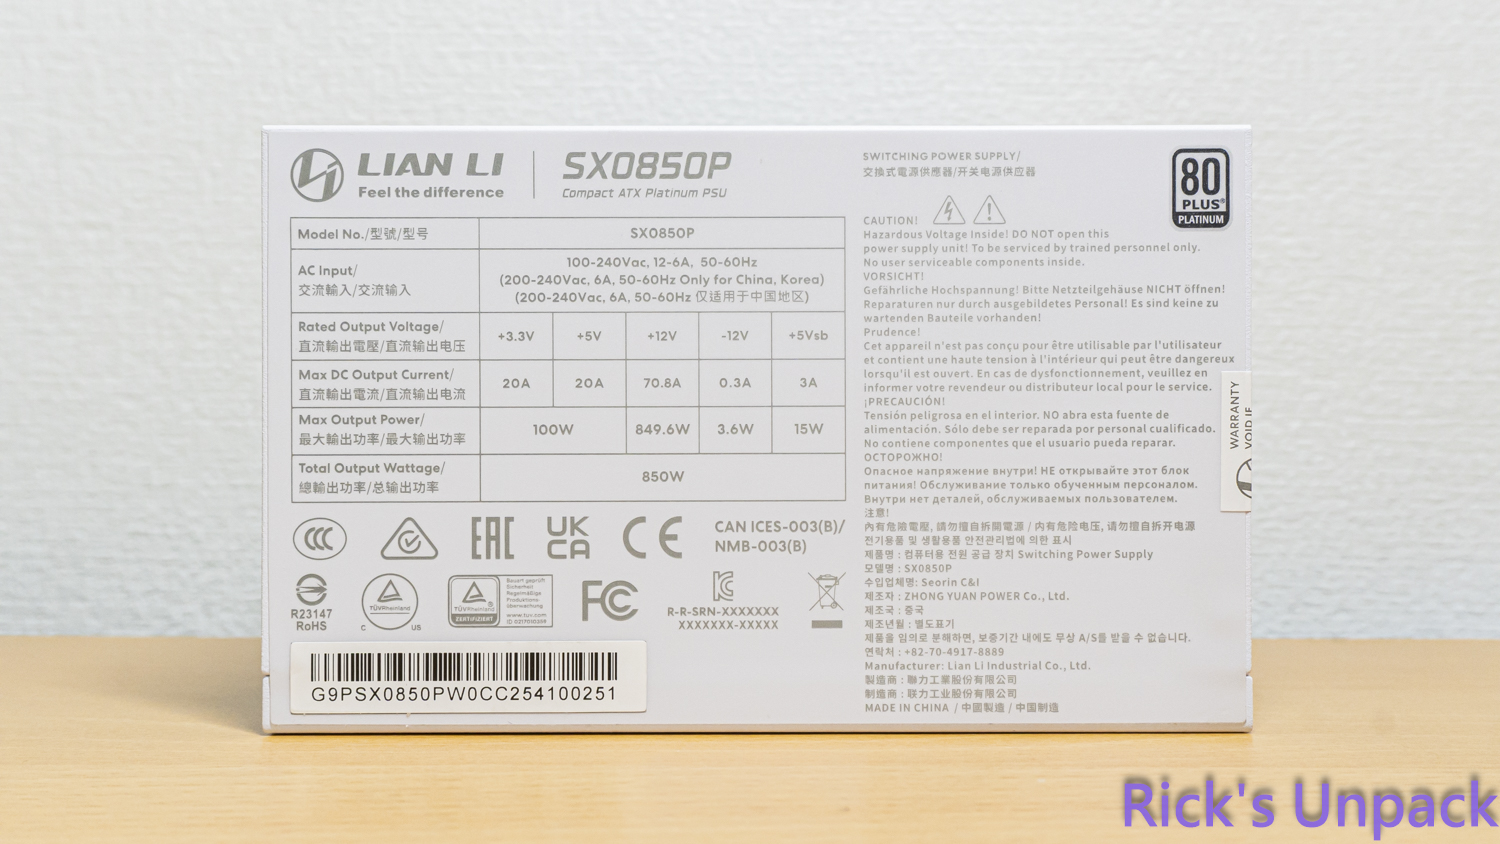 LIAN LI
Feel the difference
SX0850P
Compact ATX Platinum PSU
Model No./型號/型号
SX0850P
AC Input/
交流輸入/交流输入
100-240Vac, 12-6A, 50-60Hz
(200-240Vac, 6A, 50-60Hz Only for China, Korea)
(200-240Vac, 6A, 50-60Hz 仅适用于中国地区)
Rated Output Voltage/
直流輸出電壓/直流输出电压
+3.3V +5V +12V -12V +5Vsb
Max DC Output Current/
直流輸出電流/直流输出电流
20A 20A 70.8A 0.3A 3A
Max Output Power/
最大輸出功率/最大输出功率
100W 849.6W 3.6W 15W
Total Output Wattage/
總輸出功率/总输出功率
850W
CCC
EAC
UK
CA
CE
CAN ICES-003(B)/
NMB-003(B)
R23147
RoHS
TÜVRheinland
C US
TÜVRheinland
ZERTIFIZIERT
Bauart geprüft
Sicherheit
Regelmäßige
Produktions-
überwachung
www.tuv.com
ID 0217010208
FC
R-R-SRN-XXXXXXX
XXXXXXX-XXXXX
G9PSX0850PW0CC254100251
SWITCHING POWER SUPPLY/
交換式電源供應器/开关电源供应器
80
PLUS®
PLATINUM
CAUTION!
Hazardous Voltage Inside! DO NOT open this
power supply unit! To be serviced by trained personnel only.
No user serviceable components inside.
VORSICHT!
Gefährliche Hochspannung! Bitte Netzteilgehäuse NICHT öffnen!
Reparaturen nur durch ausgebildetes Personal! Es sind keine zu
wartenden Bauteile vorhanden!
Prudence!
Cet appareil n'est pas conçu pour être utilisable par l'utilisateur
et contient une haute tension à l'intérieur qui peut être dangereux
lorsqu'il est ouvert. En cas de dysfonctionement, veuillez en
informer votre revendeur ou distributeur local pour le service.
¡PRECAUCIÓN!
Tensión peligrosa en el interior. NO abra esta fuente de
alimentación. Sólo debe ser reparada por personal cualificado.
No contiene componentes que el usuario pueda reparar.
ОСТОРОЖНО!
Опасное напряжение внутри! НЕ открывайте этот блок
питания! Обслуживание только обученным персоналом.
Внутри нет деталей, обслуживаемых пользователем.
注意!
內有危險電壓, 請勿擅自拆開電源 / 内有危险电压, 请勿擅自拆开电源
전기용품 및 생활용품 안전관리법에 의한 표시
제품명 : 컴퓨터용 전원 공급 장치 Switching Power Supply
모델명 : SX0850P
수입업체명: Seorin C&I
제조자 : ZHONG YUAN POWER Co., Ltd.
제조국 : 중국
제조년월 : 별도표기
제품을 임의로 분해하면, 보증기간 내에도 무상 A/S를 받을 수 없습니다.
연락처 : +82-70-4917-8889
Manufacturer: Lian Li Industrial Co., Ltd.
製造商 : 聯力工業股份有限公司
制造商 : 联力工业股份有限公司
MADE IN CHINA / 中國製造 / 中国制造
WARRANTY
VOID IF
Rick's Unpack